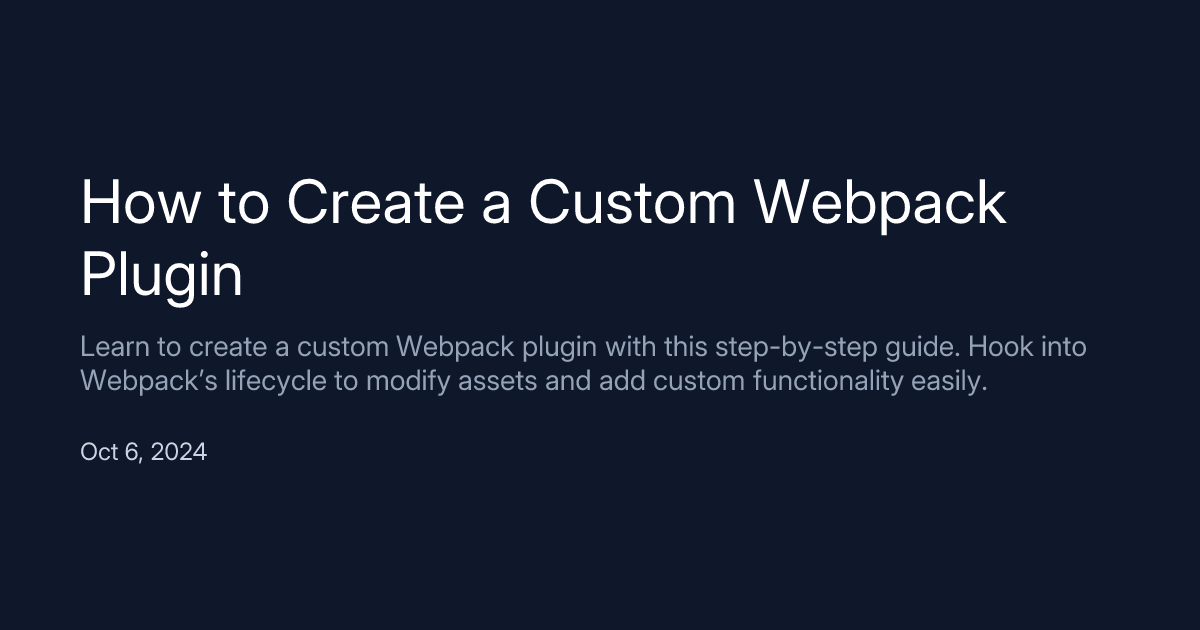 How to Create a Custom Webpack
Plugin
Learn to create a custom Webpack plugin with this step-by-step guide. Hook into
Webpack’s lifecycle to modify assets and add custom functionality easily.
Oct 6, 2024